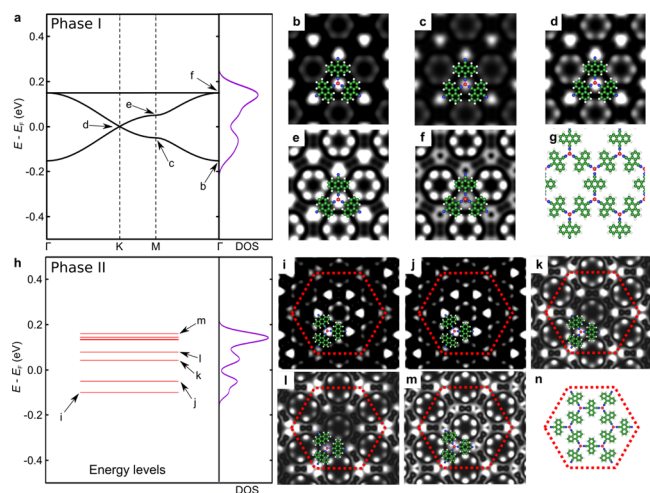 a Phase I
E - E_F (eV)
0.4
0.2
0.0
-0.2
-0.4
f
e
d
c
b
Γ K M Γ DOS
b c d
e f g
h Phase II
E - E_F (eV)
0.4
0.2
0.0
-0.2
-0.4
m
l
k
j
i
Energy levels
DOS
i j k
l m n